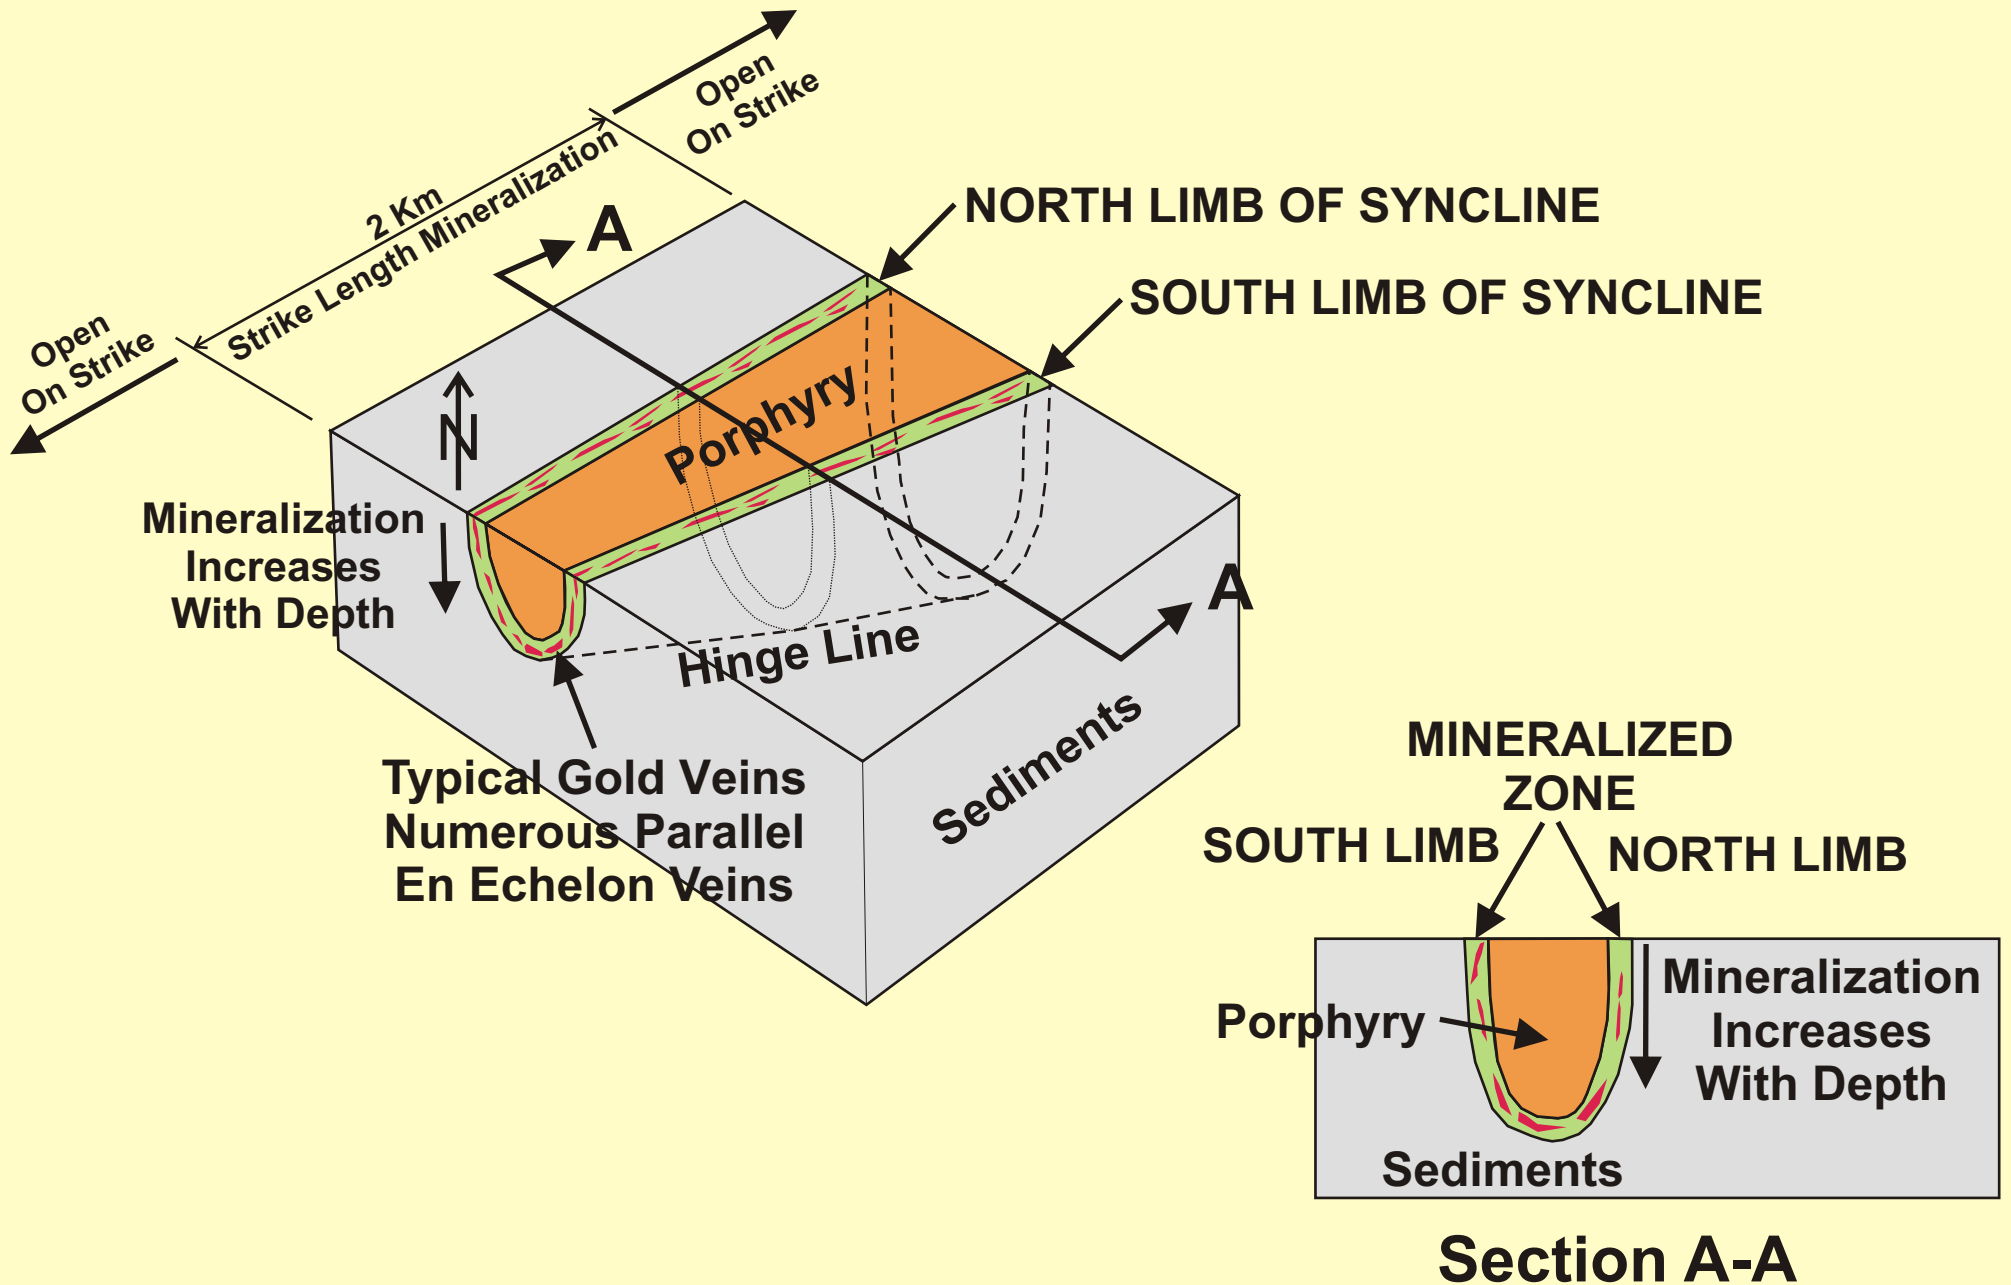 Open
On Strike
2 Km
Strike Length Mineralization
Open
On Strike
A
NORTH LIMB OF SYNCLINE
SOUTH LIMB OF SYNCLINE
N
Porphyry
Mineralization
Increases
With Depth
A
Hinge Line
Typical Gold Veins
Numerous Parallel
En Echelon Veins
Sediments
MINERALIZED
ZONE
SOUTH LIMB
NORTH LIMB
Porphyry
Mineralization
Increases
With Depth
Sediments
Section A-A